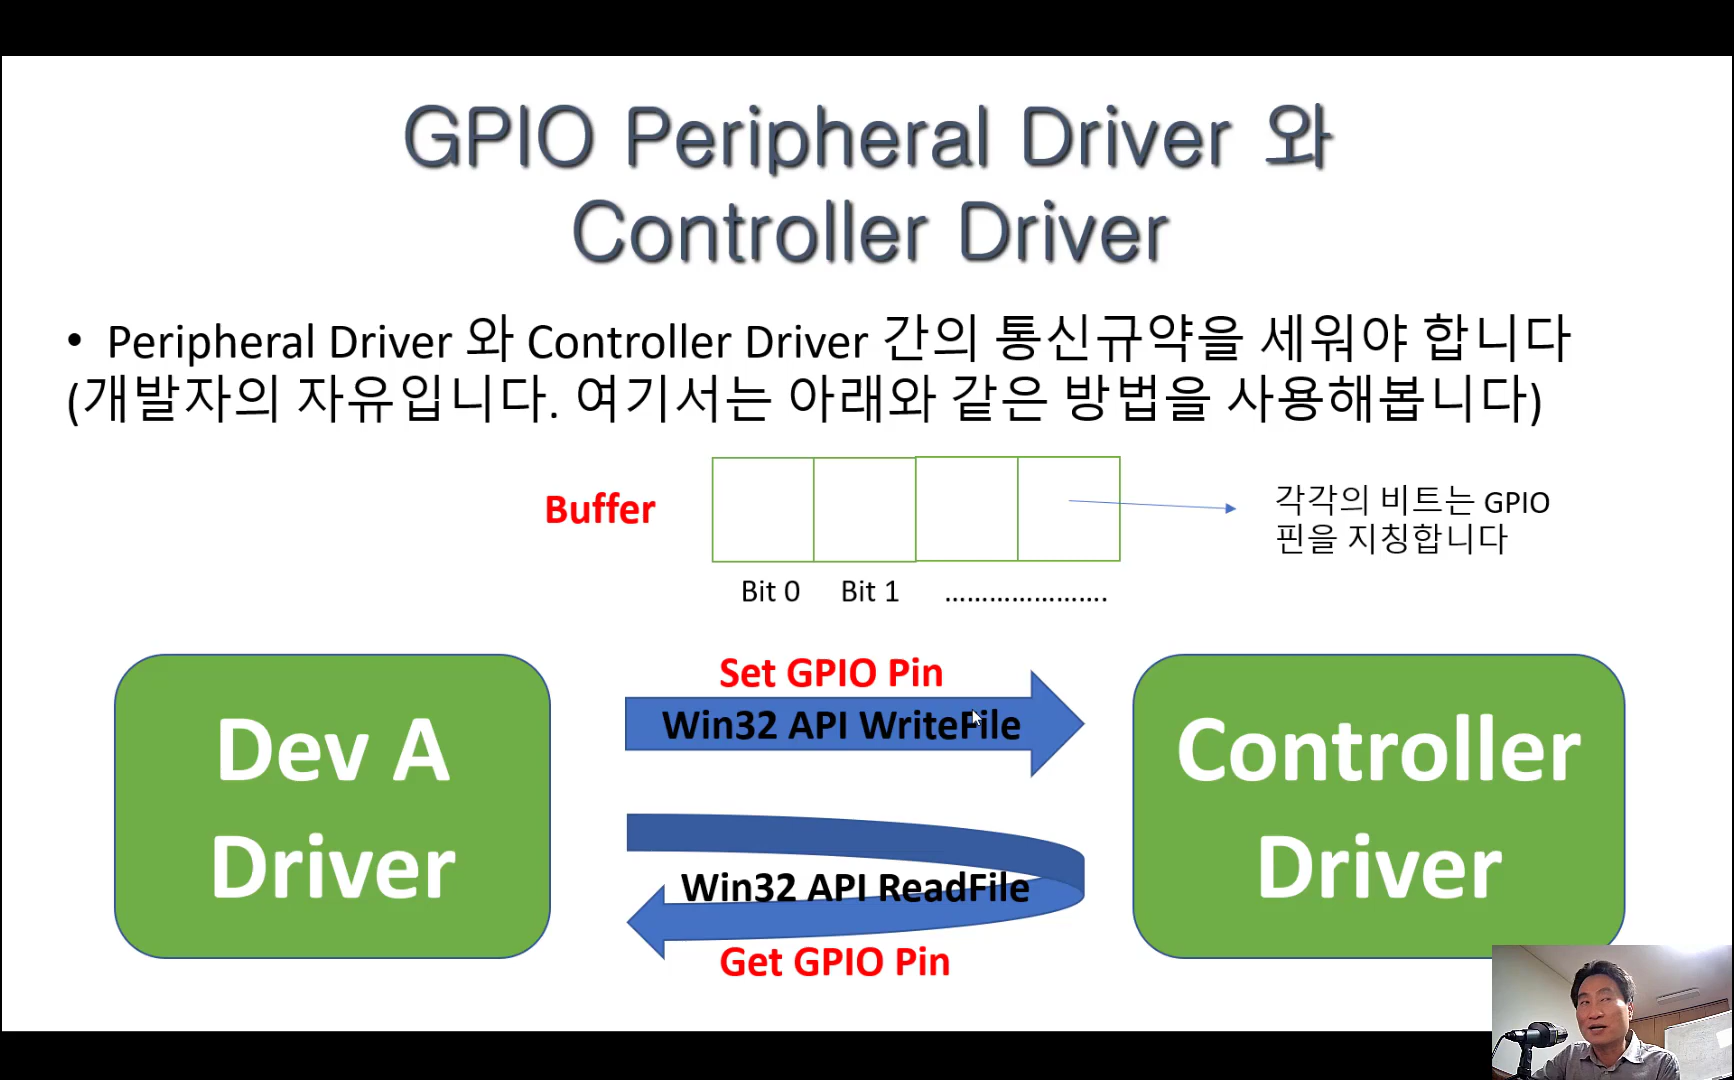 GPIO Peripheral Driver 와
Controller Driver
• Peripheral Driver 와 Controller Driver 간의 통신규약을 세워야 합니다
(개발자의 자유입니다. 여기서는 아래와 같은 방법을 사용해봅니다)
Buffer
각각의 비트는 GPIO
핀을 지칭합니다
Bit 0 Bit 1 ......................
Set GPIO Pin
Win32 API WriteFile
Dev A
Driver
Controller
Driver
Win32 API ReadFile
Get GPIO Pin